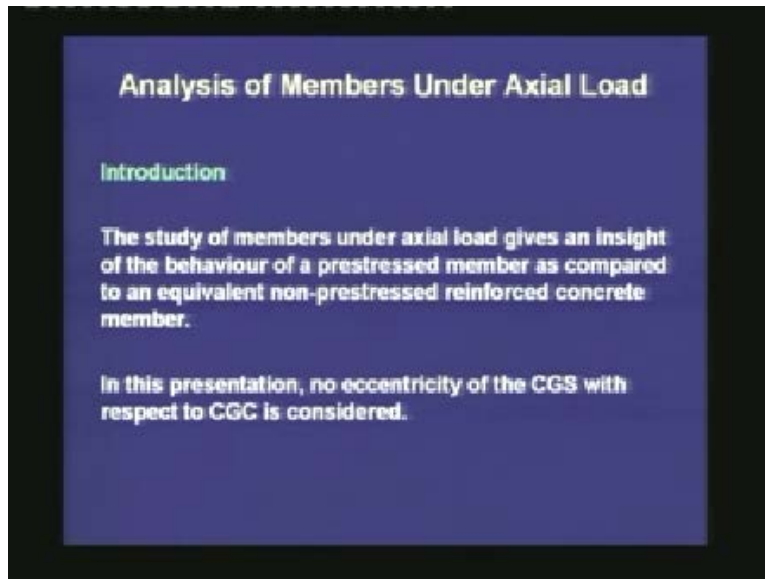 Analysis of Members Under Axial Load
Introduction
The study of members under axial load gives an insight
of the behaviour of a prestressed member as compared
to an equivalent non-prestressed reinforced concrete
member.
In this presentation, no eccentricity of the CGS with
respect to CGC is considered.